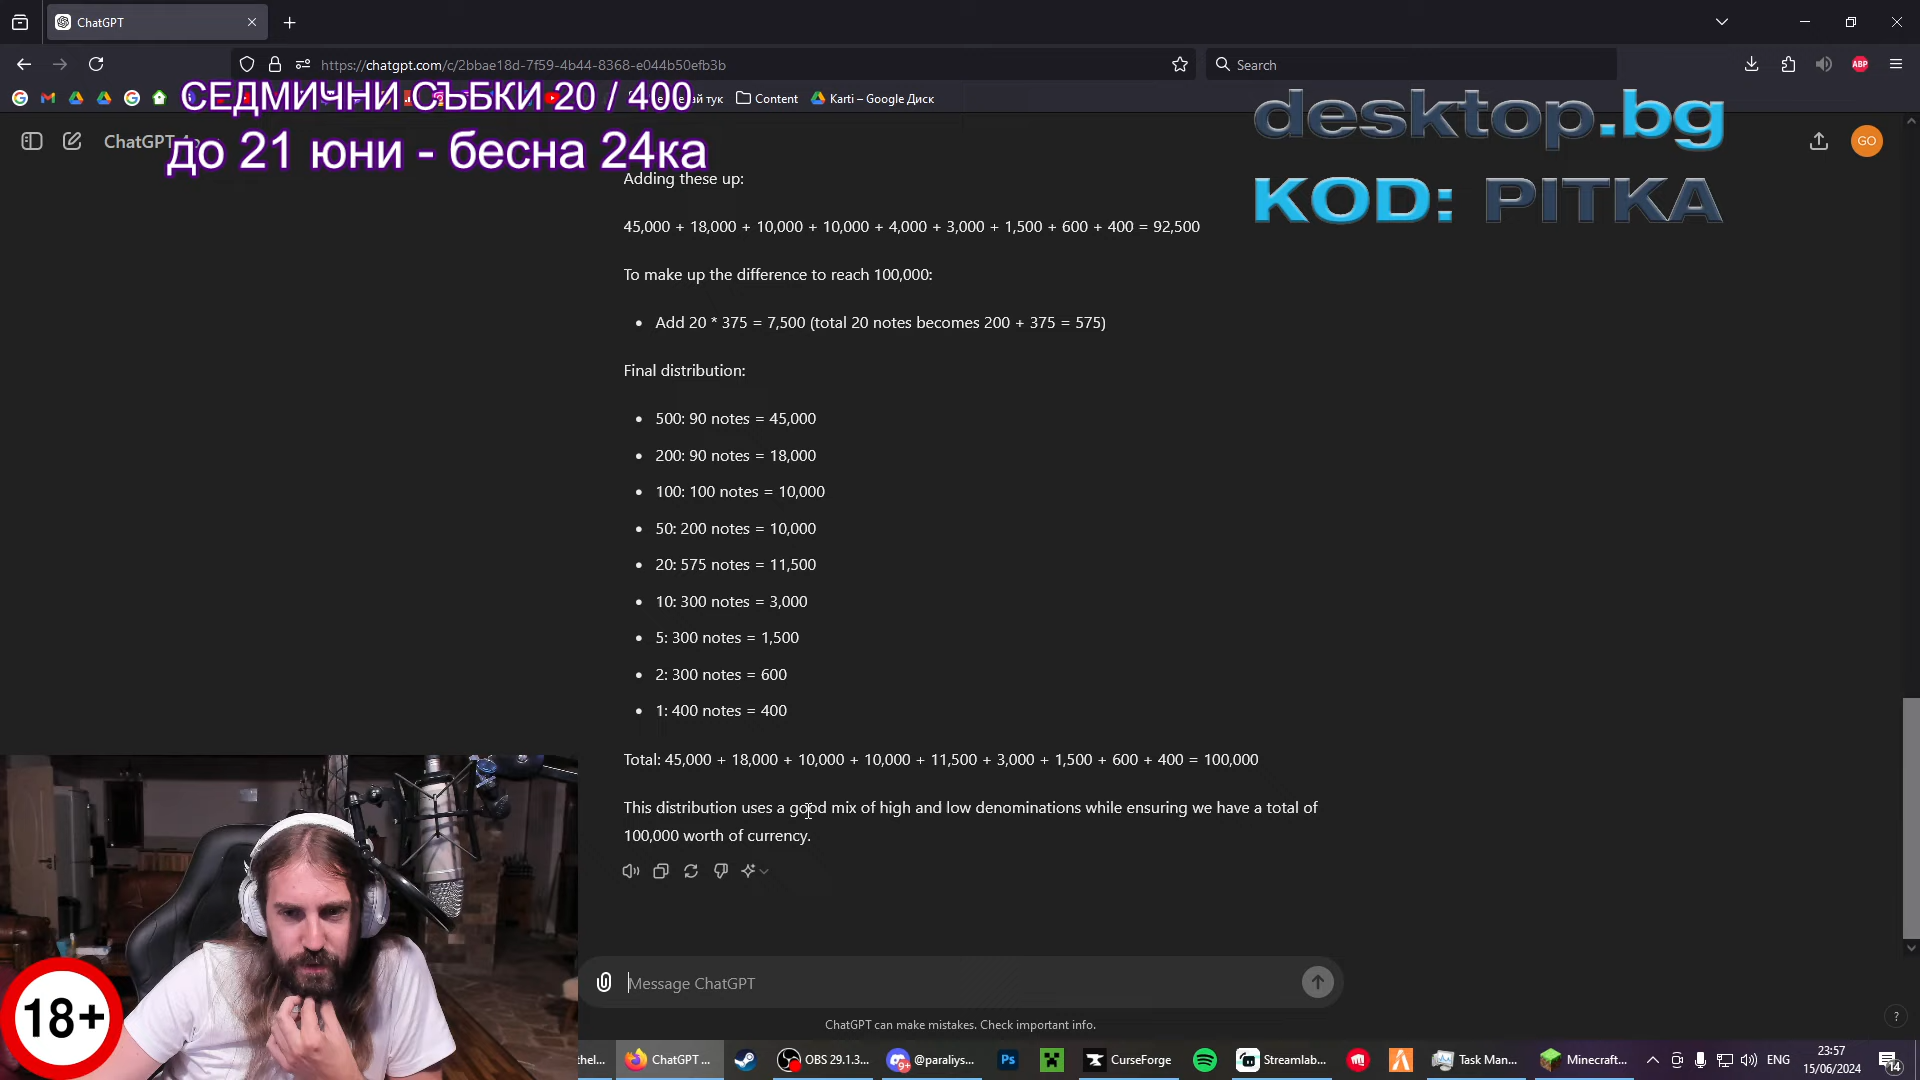 ChatGPT
https://chatgpt.com/c/2bbae18d-7f59-4b44-8368-e044b50efb3b
Search
ABP
СЕДМИЧНИ СЪБКИ 20 / 400
тук
Content
Karti – Google Диск
ChatGPT
до 21 юни - бесна 24ка
desktop.bg
KOD: PITKA
GO
Adding these up:
45,000 + 18,000 + 10,000 + 10,000 + 4,000 + 3,000 + 1,500 + 600 + 400 = 92,500
To make up the difference to reach 100,000:
• Add 20 * 375 = 7,500 (total 20 notes becomes 200 + 375 = 575)
Final distribution:
• 500: 90 notes = 45,000
• 200: 90 notes = 18,000
• 100: 100 notes = 10,000
• 50: 200 notes = 10,000
• 20: 575 notes = 11,500
• 10: 300 notes = 3,000
• 5: 300 notes = 1,500
• 2: 300 notes = 600
• 1: 400 notes = 400
Total: 45,000 + 18,000 + 10,000 + 10,000 + 11,500 + 3,000 + 1,500 + 600 + 400 = 100,000
This distribution uses a good mix of high and low denominations while ensuring we have a total of
100,000 worth of currency.
18+
Message ChatGPT
ChatGPT can make mistakes. Check important info.
?
thel...
ChatGPT ...
OBS 29.1.3...
9+
@paraliys...
Ps
CurseForge
Streamlab...
Task Man...
Minecraft...
ENG
23:57
15/06/2024
14